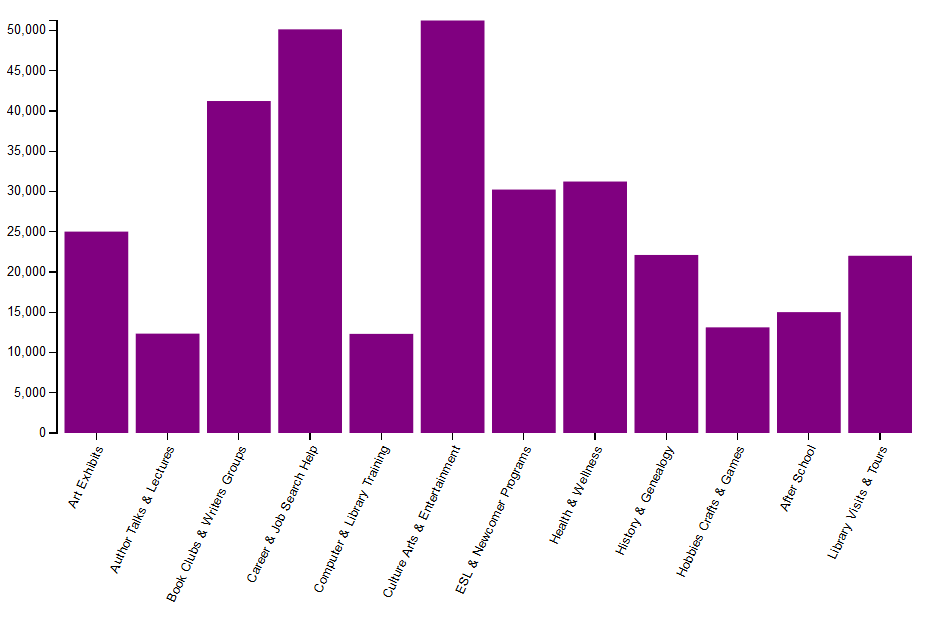 50,000
45,000
40,000
35,000
30,000
25,000
20,000
15,000
10,000
5,000
0
Art Exhibits
Author Talks & Lectures
Book Clubs & Writers Groups
Career & Job Search Help
Computer & Library Training
Culture Arts & Entertainment
ESL & Newcomer Programs
Health & Wellness
History & Genealogy
Hobbies Crafts & Games
After School
Library Visits & Tours